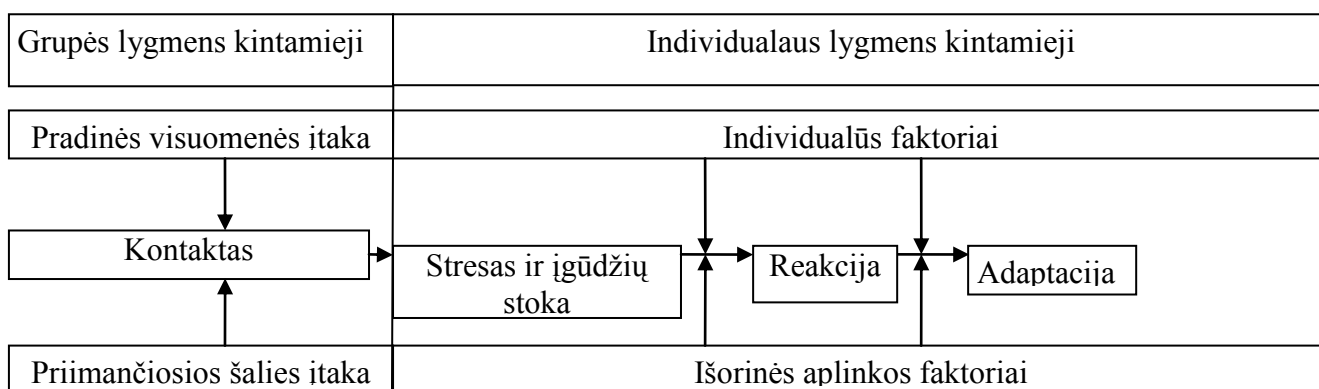 Grupės lygmens kintamieji
Individualaus lygmens kintamieji
Pradinės visuomenės įtaka
Individualūs faktoriai
Kontaktas
Stresas ir įgūdžių
stoka
Reakcija
Adaptacija
Priimančiosios šalies įtaka
Išorinės aplinkos faktoriai